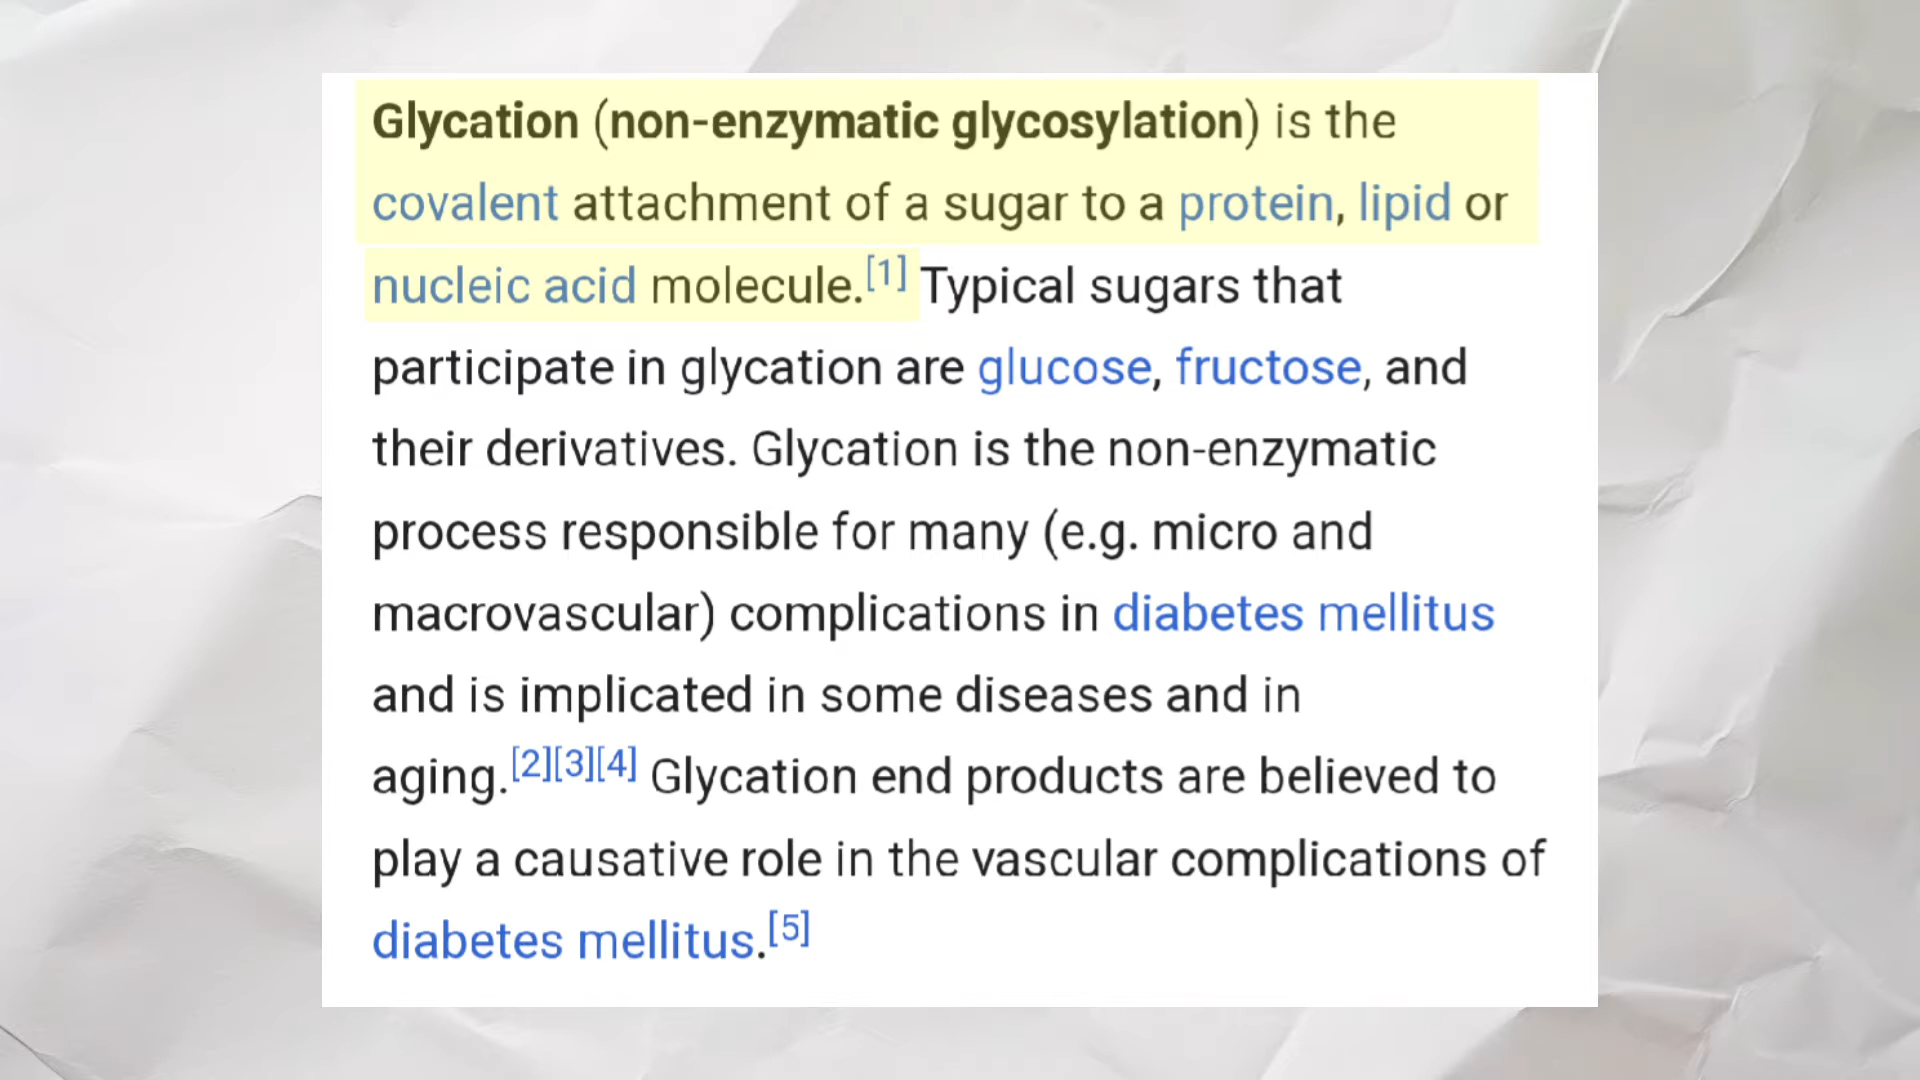 Glycation (non-enzymatic glycosylation) is the
covalent attachment of a sugar to a protein, lipid or
nucleic acid molecule.[1] Typical sugars that
participate in glycation are glucose, fructose, and
their derivatives. Glycation is the non-enzymatic
process responsible for many (e.g. micro and
macrovascular) complications in diabetes mellitus
and is implicated in some diseases and in
aging.[2][3][4] Glycation end products are believed to
play a causative role in the vascular complications of
diabetes mellitus.[5]